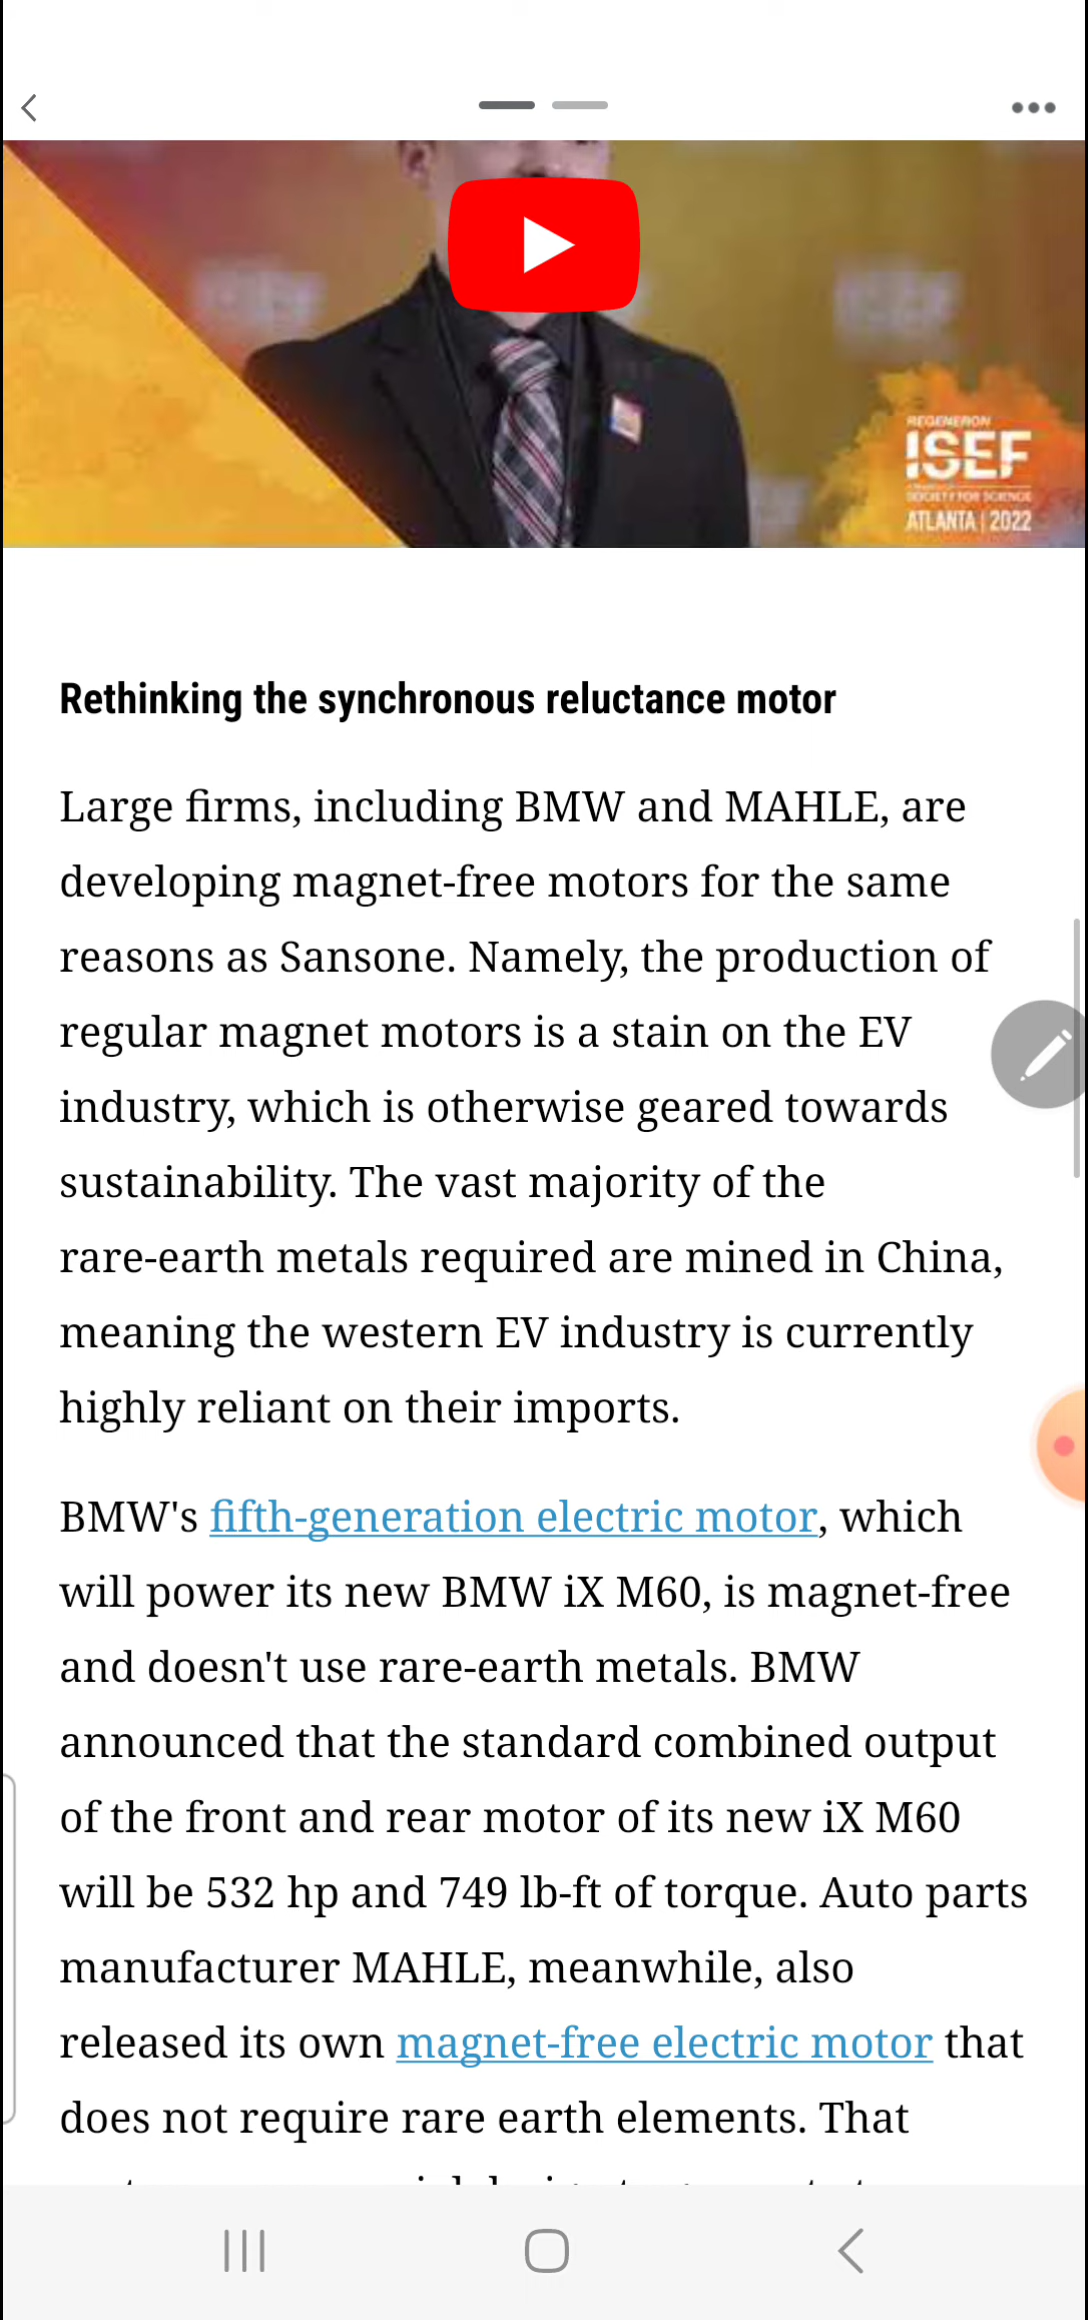 REGENERON
ISEF
SOCIETY FOR SCIENCE
ATLANTA | 2022
Rethinking the synchronous reluctance motor
Large firms, including BMW and MAHLE, are
developing magnet-free motors for the same
reasons as Sansone. Namely, the production of
regular magnet motors is a stain on the EV
industry, which is otherwise geared towards
sustainability. The vast majority of the
rare-earth metals required are mined in China,
meaning the western EV industry is currently
highly reliant on their imports.
BMW's fifth-generation electric motor, which
will power its new BMW iX M60, is magnet-free
and doesn't use rare-earth metals. BMW
announced that the standard combined output
of the front and rear motor of its new iX M60
will be 532 hp and 749 lb-ft of torque. Auto parts
manufacturer MAHLE, meanwhile, also
released its own magnet-free electric motor that
does not require rare earth elements. That